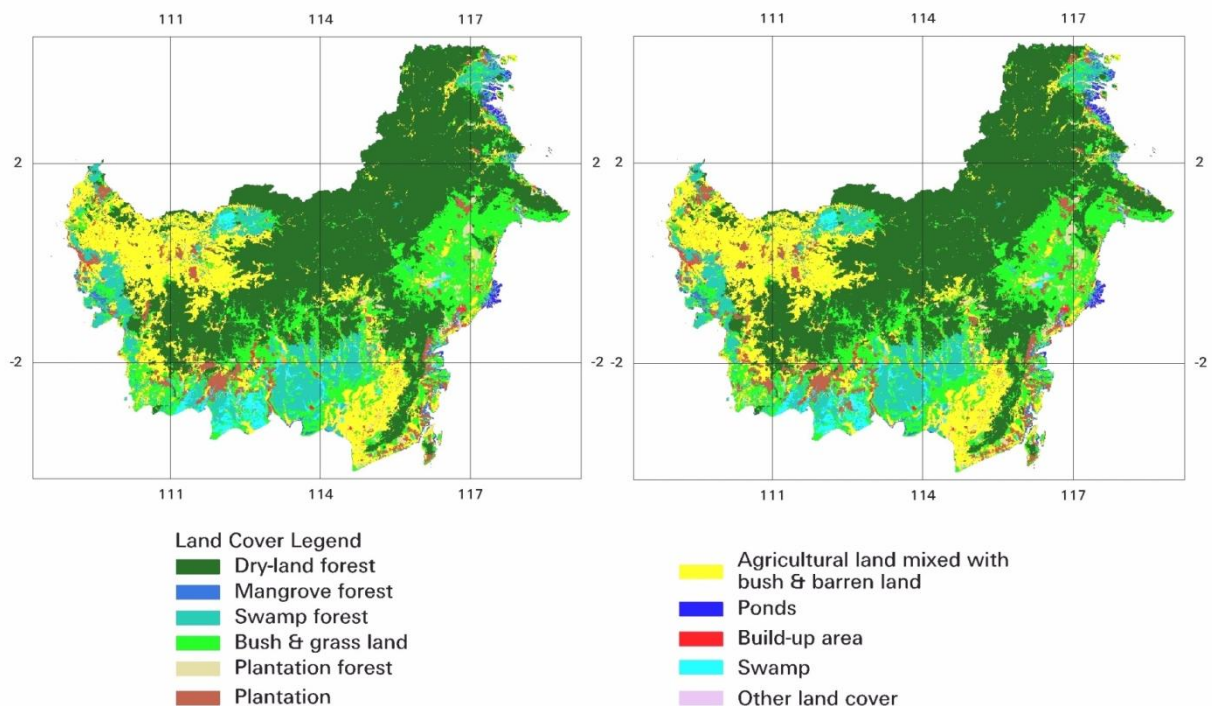 111 114 117 111 114 117
2 2 2
-2 -2 -2
111 114 117 111 114 117
Land Cover Legend
Dry-land forest
Mangrove forest
Swamp forest
Bush & grass land
Plantation forest
Plantation
Agricultural land mixed with
bush & barren land
Ponds
Build-up area
Swamp
Other land cover